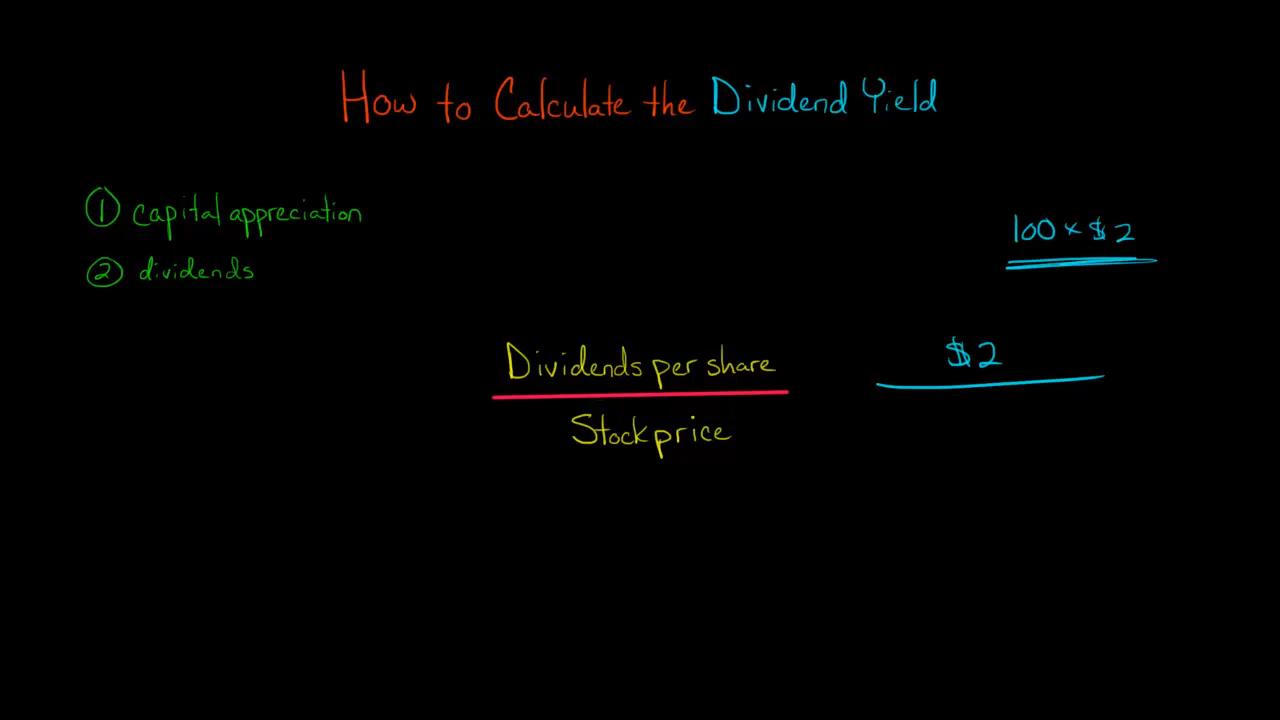 How to Calculate the Dividend Yield
① capital appreciation
② dividends
100 × $2
Dividends per share
Stock price
$2